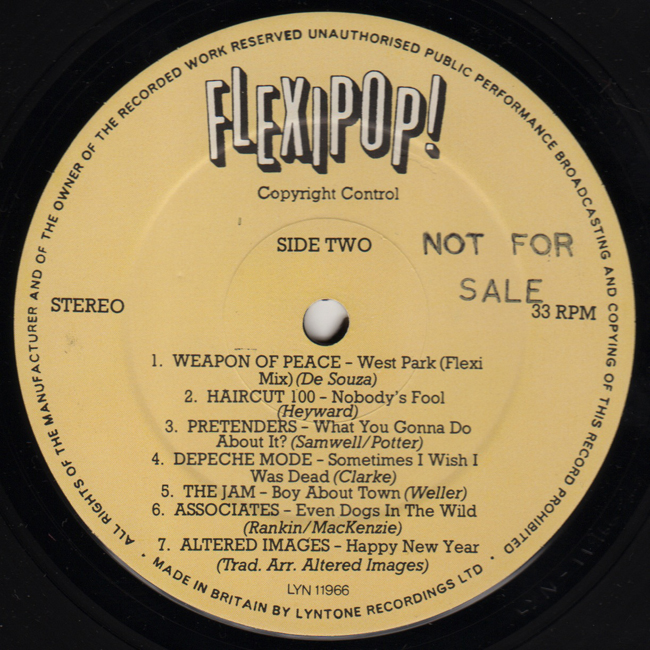 ALL RIGHTS OF THE MANUFACTURER AND OF THE OWNER OF THE RECORDED WORK RESERVED UNAUTHORISED PUBLIC PERFORMANCE BROADCASTING AND COPYING OF THIS RECORD PROHIBITED
FLEXIPOP!
Copyright Control
SIDE TWO
NOT FOR
SALE
STEREO
33 RPM
1. WEAPON OF PEACE - West Park (Flexi
Mix) (De Souza)
2. HAIRCUT 100 - Nobody's Fool
(Heyward)
3. PRETENDERS - What You Gonna Do
About It? (Samwell/Potter)
4. DEPECHE MODE - Sometimes I Wish I
Was Dead (Clarke)
5. THE JAM - Boy About Town (Weller)
6. ASSOCIATES - Even Dogs In The Wild
(Rankin/MacKenzie)
7. ALTERED IMAGES - Happy New Year
(Trad. Arr. Altered Images)
LYN 11966
• MADE IN BRITAIN BY LYNTONE RECORDINGS LTD •